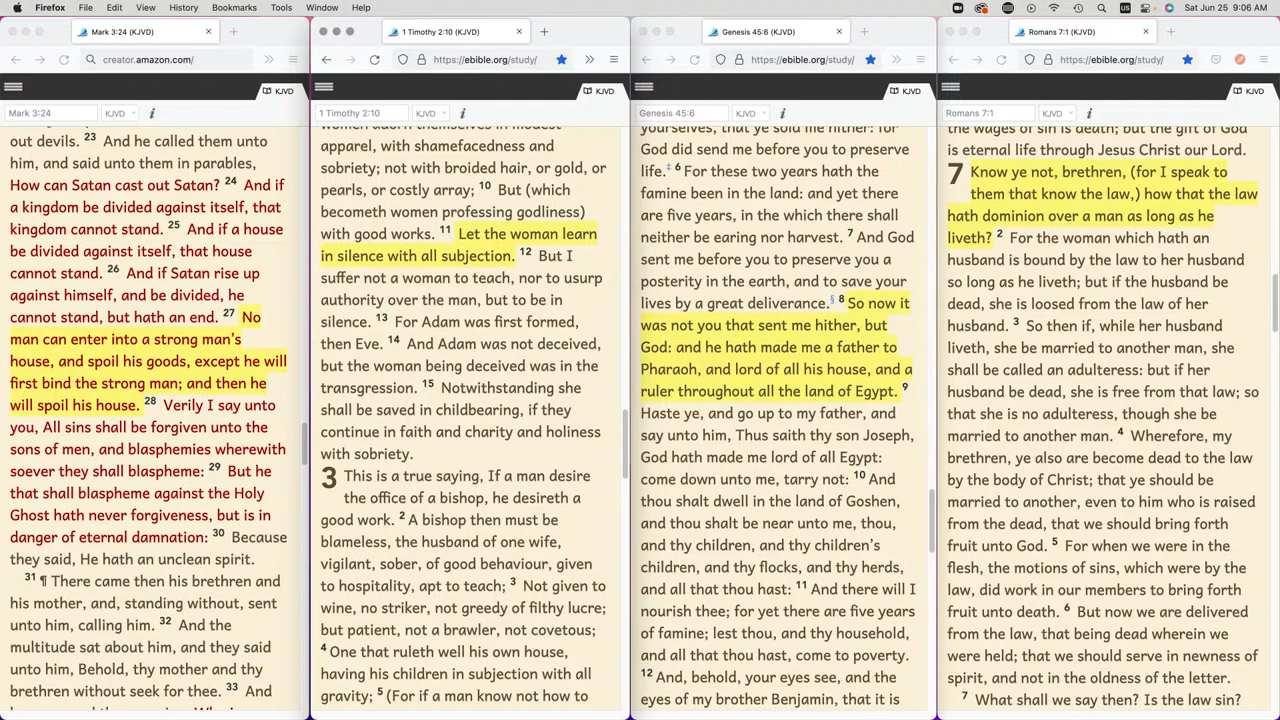 Firefox File Edit View History Bookmarks Tools Window Help
Sat Jun 25 9:06 AM
Mark 3:24 (KJVD)
creator.amazon.com/
KJVD
Mark 3:24
KJVD
i
out devils. 23 And he called them unto
him, and said unto them in parables,
How can Satan cast out Satan? 24 And if
a kingdom be divided against itself, that
kingdom cannot stand. 25 And if a house
be divided against itself, that house
cannot stand. 26 And if Satan rise up
against himself, and be divided, he
cannot stand, but hath an end. 27 No
man can enter into a strong man's
house, and spoil his goods, except he will
first bind the strong man; and then he
will spoil his house. 28 Verily I say unto
you, All sins shall be forgiven unto the
sons of men, and blasphemies wherewith
soever they shall blaspheme: 29 But he
that shall blaspheme against the Holy
Ghost hath never forgiveness, but is in
danger of eternal damnation: 30 Because
they said, He hath an unclean spirit.
31 ¶ There came then his brethren and
his mother, and, standing without, sent
unto him, calling him. 32 And the
multitude sat about him, and they said
unto him, Behold, thy mother and thy
brethren without seek for thee. 33 And
1 Timothy 2:10 (KJVD)
https://ebible.org/study/
KJVD
1 Timothy 2:10
KJVD
i
women adorn themselves in modest
apparel, with shamefacedness and
sobriety; not with broided hair, or gold, or
pearls, or costly array; 10 But (which
becometh women professing godliness)
with good works. 11 Let the woman learn
in silence with all subjection. 12 But I
suffer not a woman to teach, nor to usurp
authority over the man, but to be in
silence. 13 For Adam was first formed,
then Eve. 14 And Adam was not deceived,
but the woman being deceived was in the
transgression. 15 Notwithstanding she
shall be saved in childbearing, if they
continue in faith and charity and holiness
with sobriety.
3 This is a true saying, If a man desire
the office of a bishop, he desireth a
good work. 2 A bishop then must be
blameless, the husband of one wife,
vigilant, sober, of good behaviour, given
to hospitality, apt to teach; 3 Not given to
wine, no striker, not greedy of filthy lucre;
but patient, not a brawler, not covetous;
4 One that ruleth well his own house,
having his children in subjection with all
gravity; 5 (For if a man know not how to
Genesis 45:6 (KJVD)
https://ebible.org/study/
KJVD
Genesis 45:6
KJVD
i
yourselves, that ye sold me hither: for
God did send me before you to preserve
life.‡ 6 For these two years hath the
famine been in the land: and yet there
are five years, in the which there shall
neither be earing nor harvest. 7 And God
sent me before you to preserve you a
posterity in the earth, and to save your
lives by a great deliverance.§ 8 So now it
was not you that sent me hither, but
God: and he hath made me a father to
Pharaoh, and lord of all his house, and a
ruler throughout all the land of Egypt. 9
Haste ye, and go up to my father, and
say unto him, Thus saith thy son Joseph,
God hath made me lord of all Egypt:
come down unto me, tarry not: 10 And
thou shalt dwell in the land of Goshen,
and thou shalt be near unto me, thou,
and thy children, and thy children's
children, and thy flocks, and thy herds,
and all that thou hast: 11 And there will I
nourish thee; for yet there are five years
of famine; lest thou, and thy household,
and all that thou hast, come to poverty.
12 And, behold, your eyes see, and the
eyes of my brother Benjamin, that it is
Romans 7:1 (KJVD)
https://ebible.org/study/
KJVD
Romans 7:1
KJVD
i
the wages of sin is death; but the gift of God
is eternal life through Jesus Christ our Lord.
7 Know ye not, brethren, (for I speak to
them that know the law,) how that the law
hath dominion over a man as long as he
liveth? 2 For the woman which hath an
husband is bound by the law to her husband
so long as he liveth; but if the husband be
dead, she is loosed from the law of her
husband. 3 So then if, while her husband
liveth, she be married to another man, she
shall be called an adulteress: but if her
husband be dead, she is free from that law; so
that she is no adulteress, though she be
married to another man. 4 Wherefore, my
brethren, ye also are become dead to the law
by the body of Christ; that ye should be
married to another, even to him who is raised
from the dead, that we should bring forth
fruit unto God. 5 For when we were in the
flesh, the motions of sins, which were by the
law, did work in our members to bring forth
fruit unto death. 6 But now we are delivered
from the law, that being dead wherein we
were held; that we should serve in newness of
spirit, and not in the oldness of the letter.
7 What shall we say then? Is the law sin?